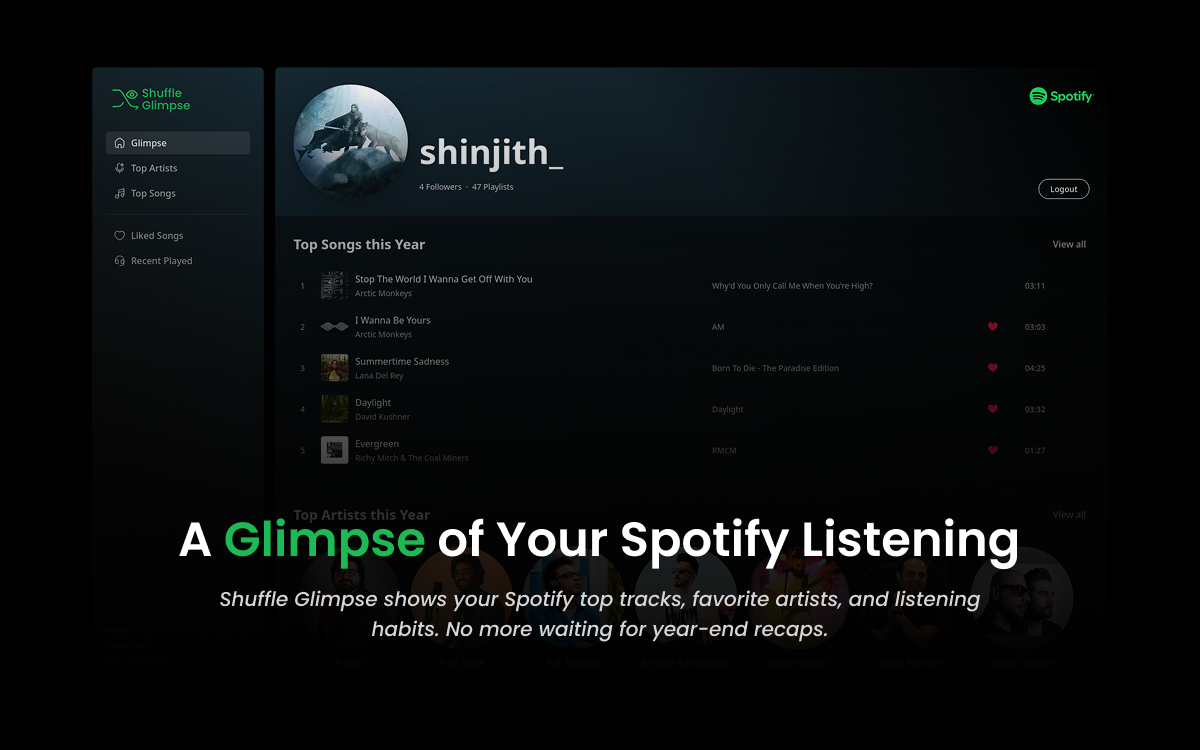 Shuffle
Glimpse
Glimpse
Top Artists
Top Songs
Liked Songs
Recent Played
Spotify
shinjith_
4 Followers · 47 Playlists
Logout
Top Songs this Year
View all
1 Stop The World I Wanna Get Off With You Why'd You Only Call Me When You're High? 03:11
Arctic Monkeys
2 I Wanna Be Yours AM 03:03
Arctic Monkeys
3 Summertime Sadness Born To Die - The Paradise Edition 04:25
Lana Del Rey
4 Daylight Daylight 03:32
David Kushner
5 Evergreen RMCM 01:27
Richy Mitch & The Coal Miners
Top Artists this Year
View all
A Glimpse of Your Spotify Listening
Shuffle Glimpse shows your Spotify top tracks, favorite artists, and listening
habits. No more waiting for year-end recaps.